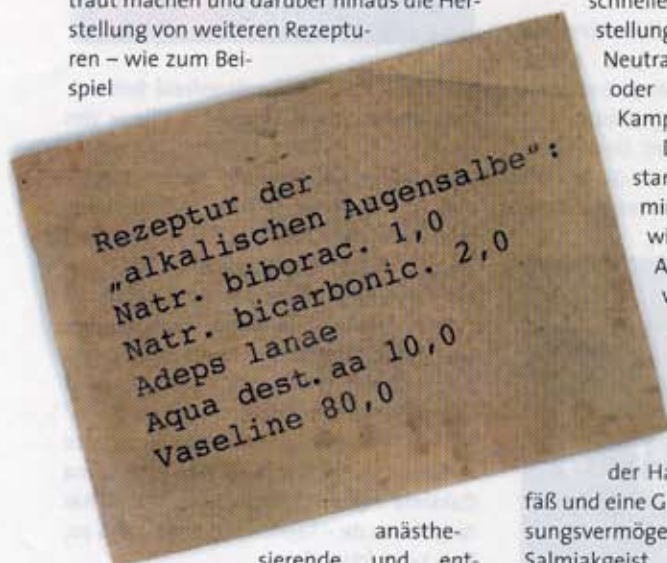 traut machen und darüber hinaus die Her-
stellung von weiteren Rezeptu-
ren – wie zum Bei-
spiel
Rezeptur der
„alkalischen Augensalbe":
Natr. biborac. 1,0
Natr. bicarbonic. 2,0
Adeps lanae
Aqua dest. aa 10,0
Vaseline 80,0
anästhe-
sierende und ent-
schnelle
stellung
Neutra
oder
Kamp
star
mi
wi
A
der Ha
fäß und eine G
sungsvermöge
Salmiakgeist